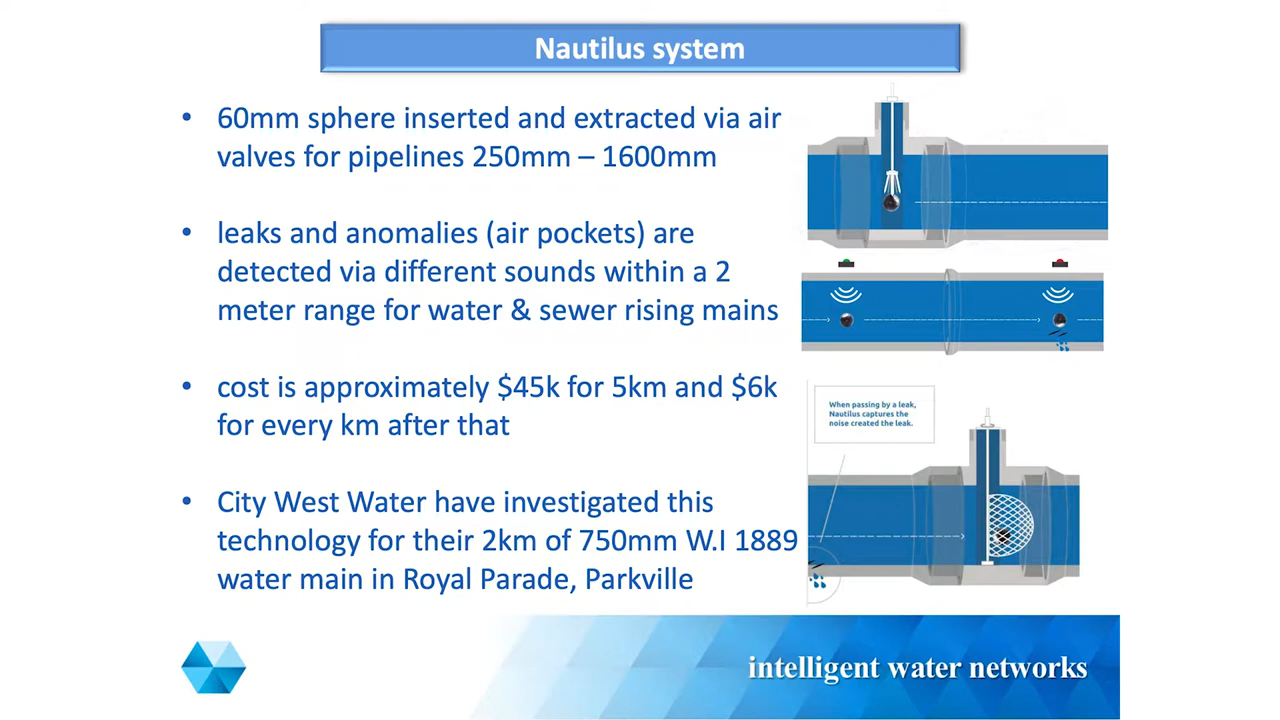 Nautilus system
• 60mm sphere inserted and extracted via air
valves for pipelines 250mm – 1600mm
• leaks and anomalies (air pockets) are
detected via different sounds within a 2
meter range for water & sewer rising mains
• cost is approximately $45k for 5km and $6k
for every km after that
• City West Water have investigated this
technology for their 2km of 750mm W.I 1889
water main in Royal Parade, Parkville
When passing by a leak,
Nautilus captures the
noise created the leak.
intelligent water networks